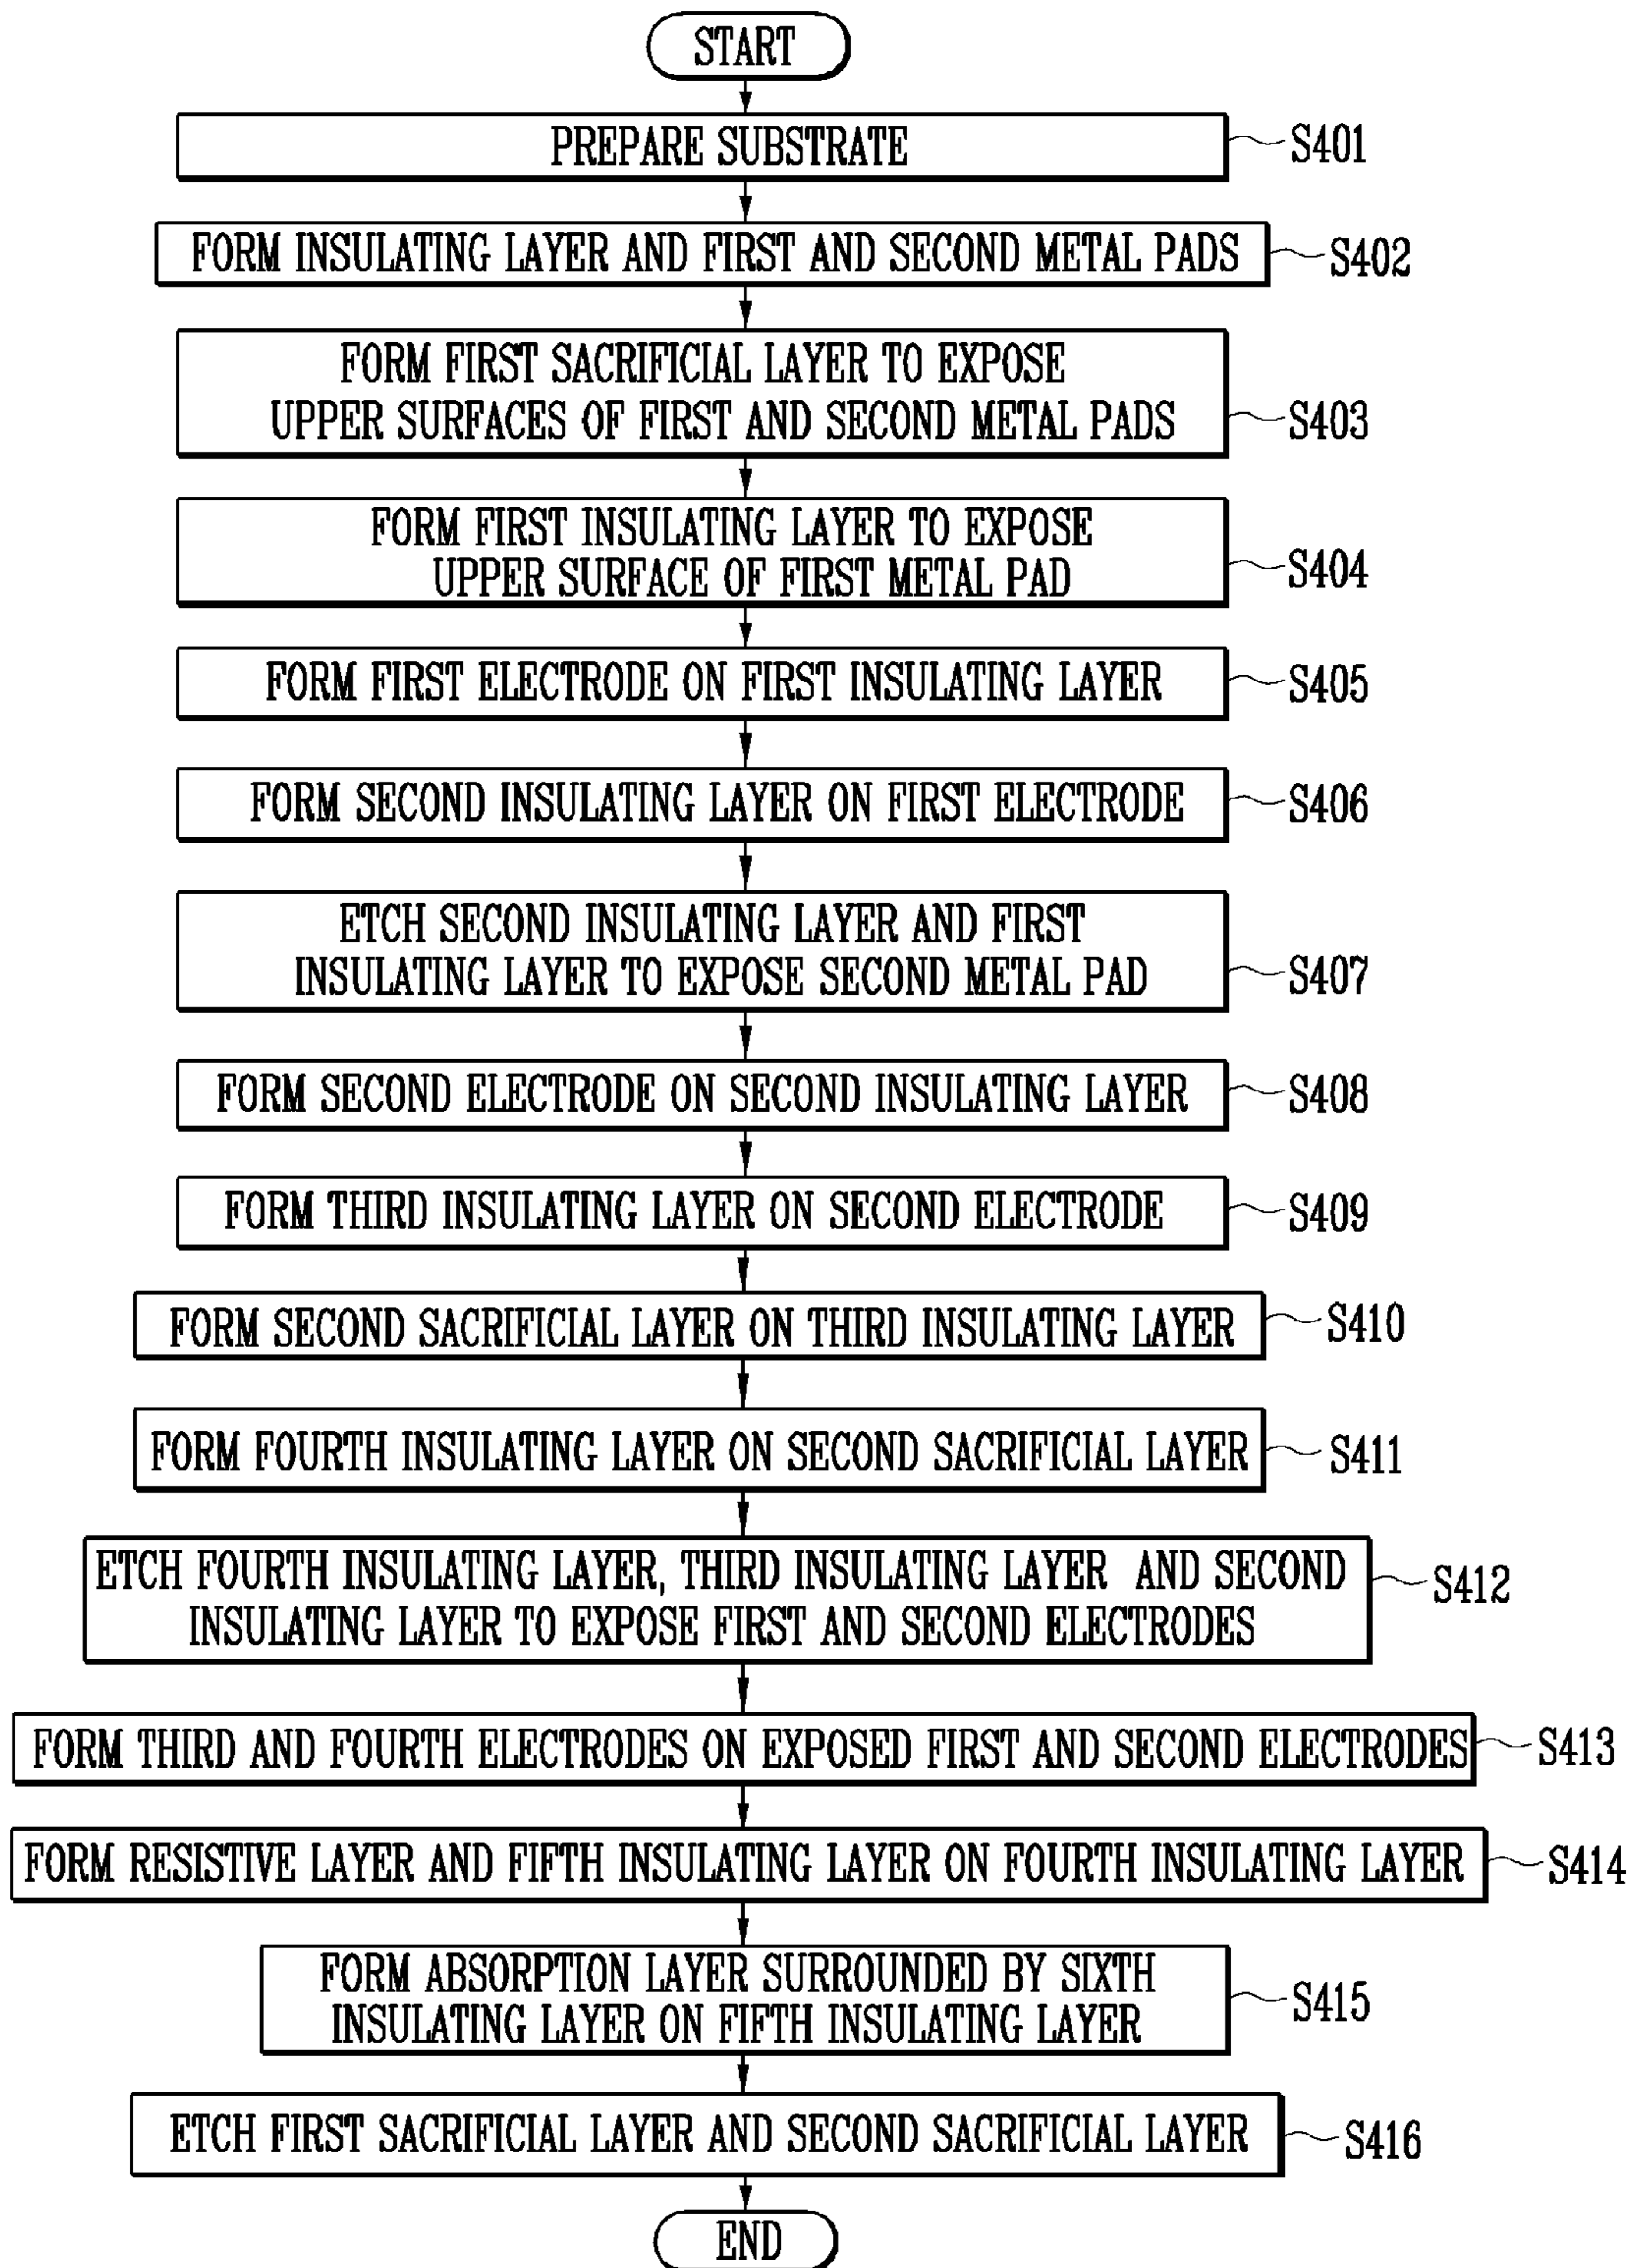 START
PREPARE SUBSTRATE
S401
FORM INSULATING LAYER AND FIRST AND SECOND METAL PADS
S402
FORM FIRST SACRIFICIAL LAYER TO EXPOSE
UPPER SURFACES OF FIRST AND SECOND METAL PADS
S403
FORM FIRST INSULATING LAYER TO EXPOSE
UPPER SURFACE OF FIRST METAL PAD
S404
FORM FIRST ELECTRODE ON FIRST INSULATING LAYER
S405
FORM SECOND INSULATING LAYER ON FIRST ELECTRODE
S406
ETCH SECOND INSULATING LAYER AND FIRST
INSULATING LAYER TO EXPOSE SECOND METAL PAD
S407
FORM SECOND ELECTRODE ON SECOND INSULATING LAYER
S408
FORM THIRD INSULATING LAYER ON SECOND ELECTRODE
S409
FORM SECOND SACRIFICIAL LAYER ON THIRD INSULATING LAYER
S410
FORM FOURTH INSULATING LAYER ON SECOND SACRIFICIAL LAYER
S411
ETCH FOURTH INSULATING LAYER, THIRD INSULATING LAYER AND SECOND
INSULATING LAYER TO EXPOSE FIRST AND SECOND ELECTRODES
S412
FORM THIRD AND FOURTH ELECTRODES ON EXPOSED FIRST AND SECOND ELECTRODES
S413
FORM RESISTIVE LAYER AND FIFTH INSULATING LAYER ON FOURTH INSULATING LAYER
S414
FORM ABSORPTION LAYER SURROUNDED BY SIXTH
INSULATING LAYER ON FIFTH INSULATING LAYER
S415
ETCH FIRST SACRIFICIAL LAYER AND SECOND SACRIFICIAL LAYER
S416
END